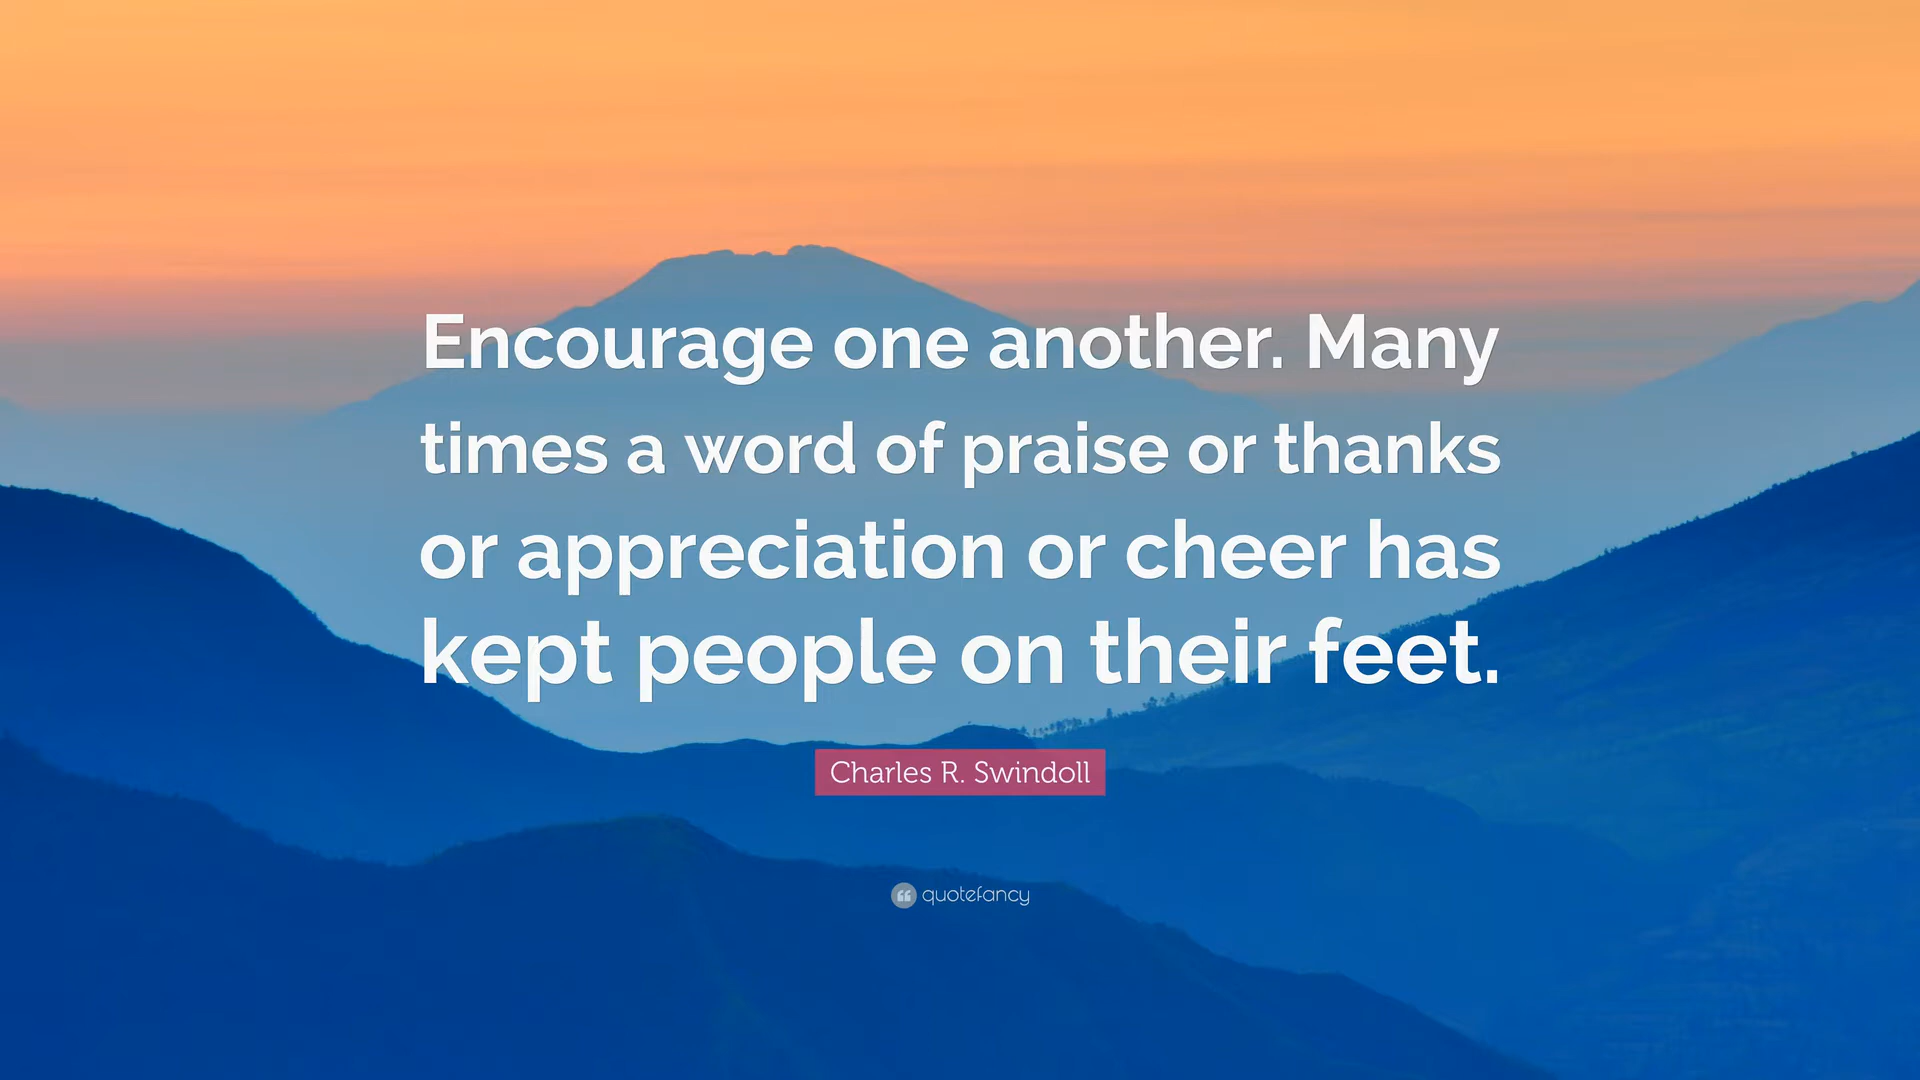 Encourage one another. Many
times a word of praise or thanks
or appreciation or cheer has
kept people on their feet.
Charles R. Swindoll
quotefancy